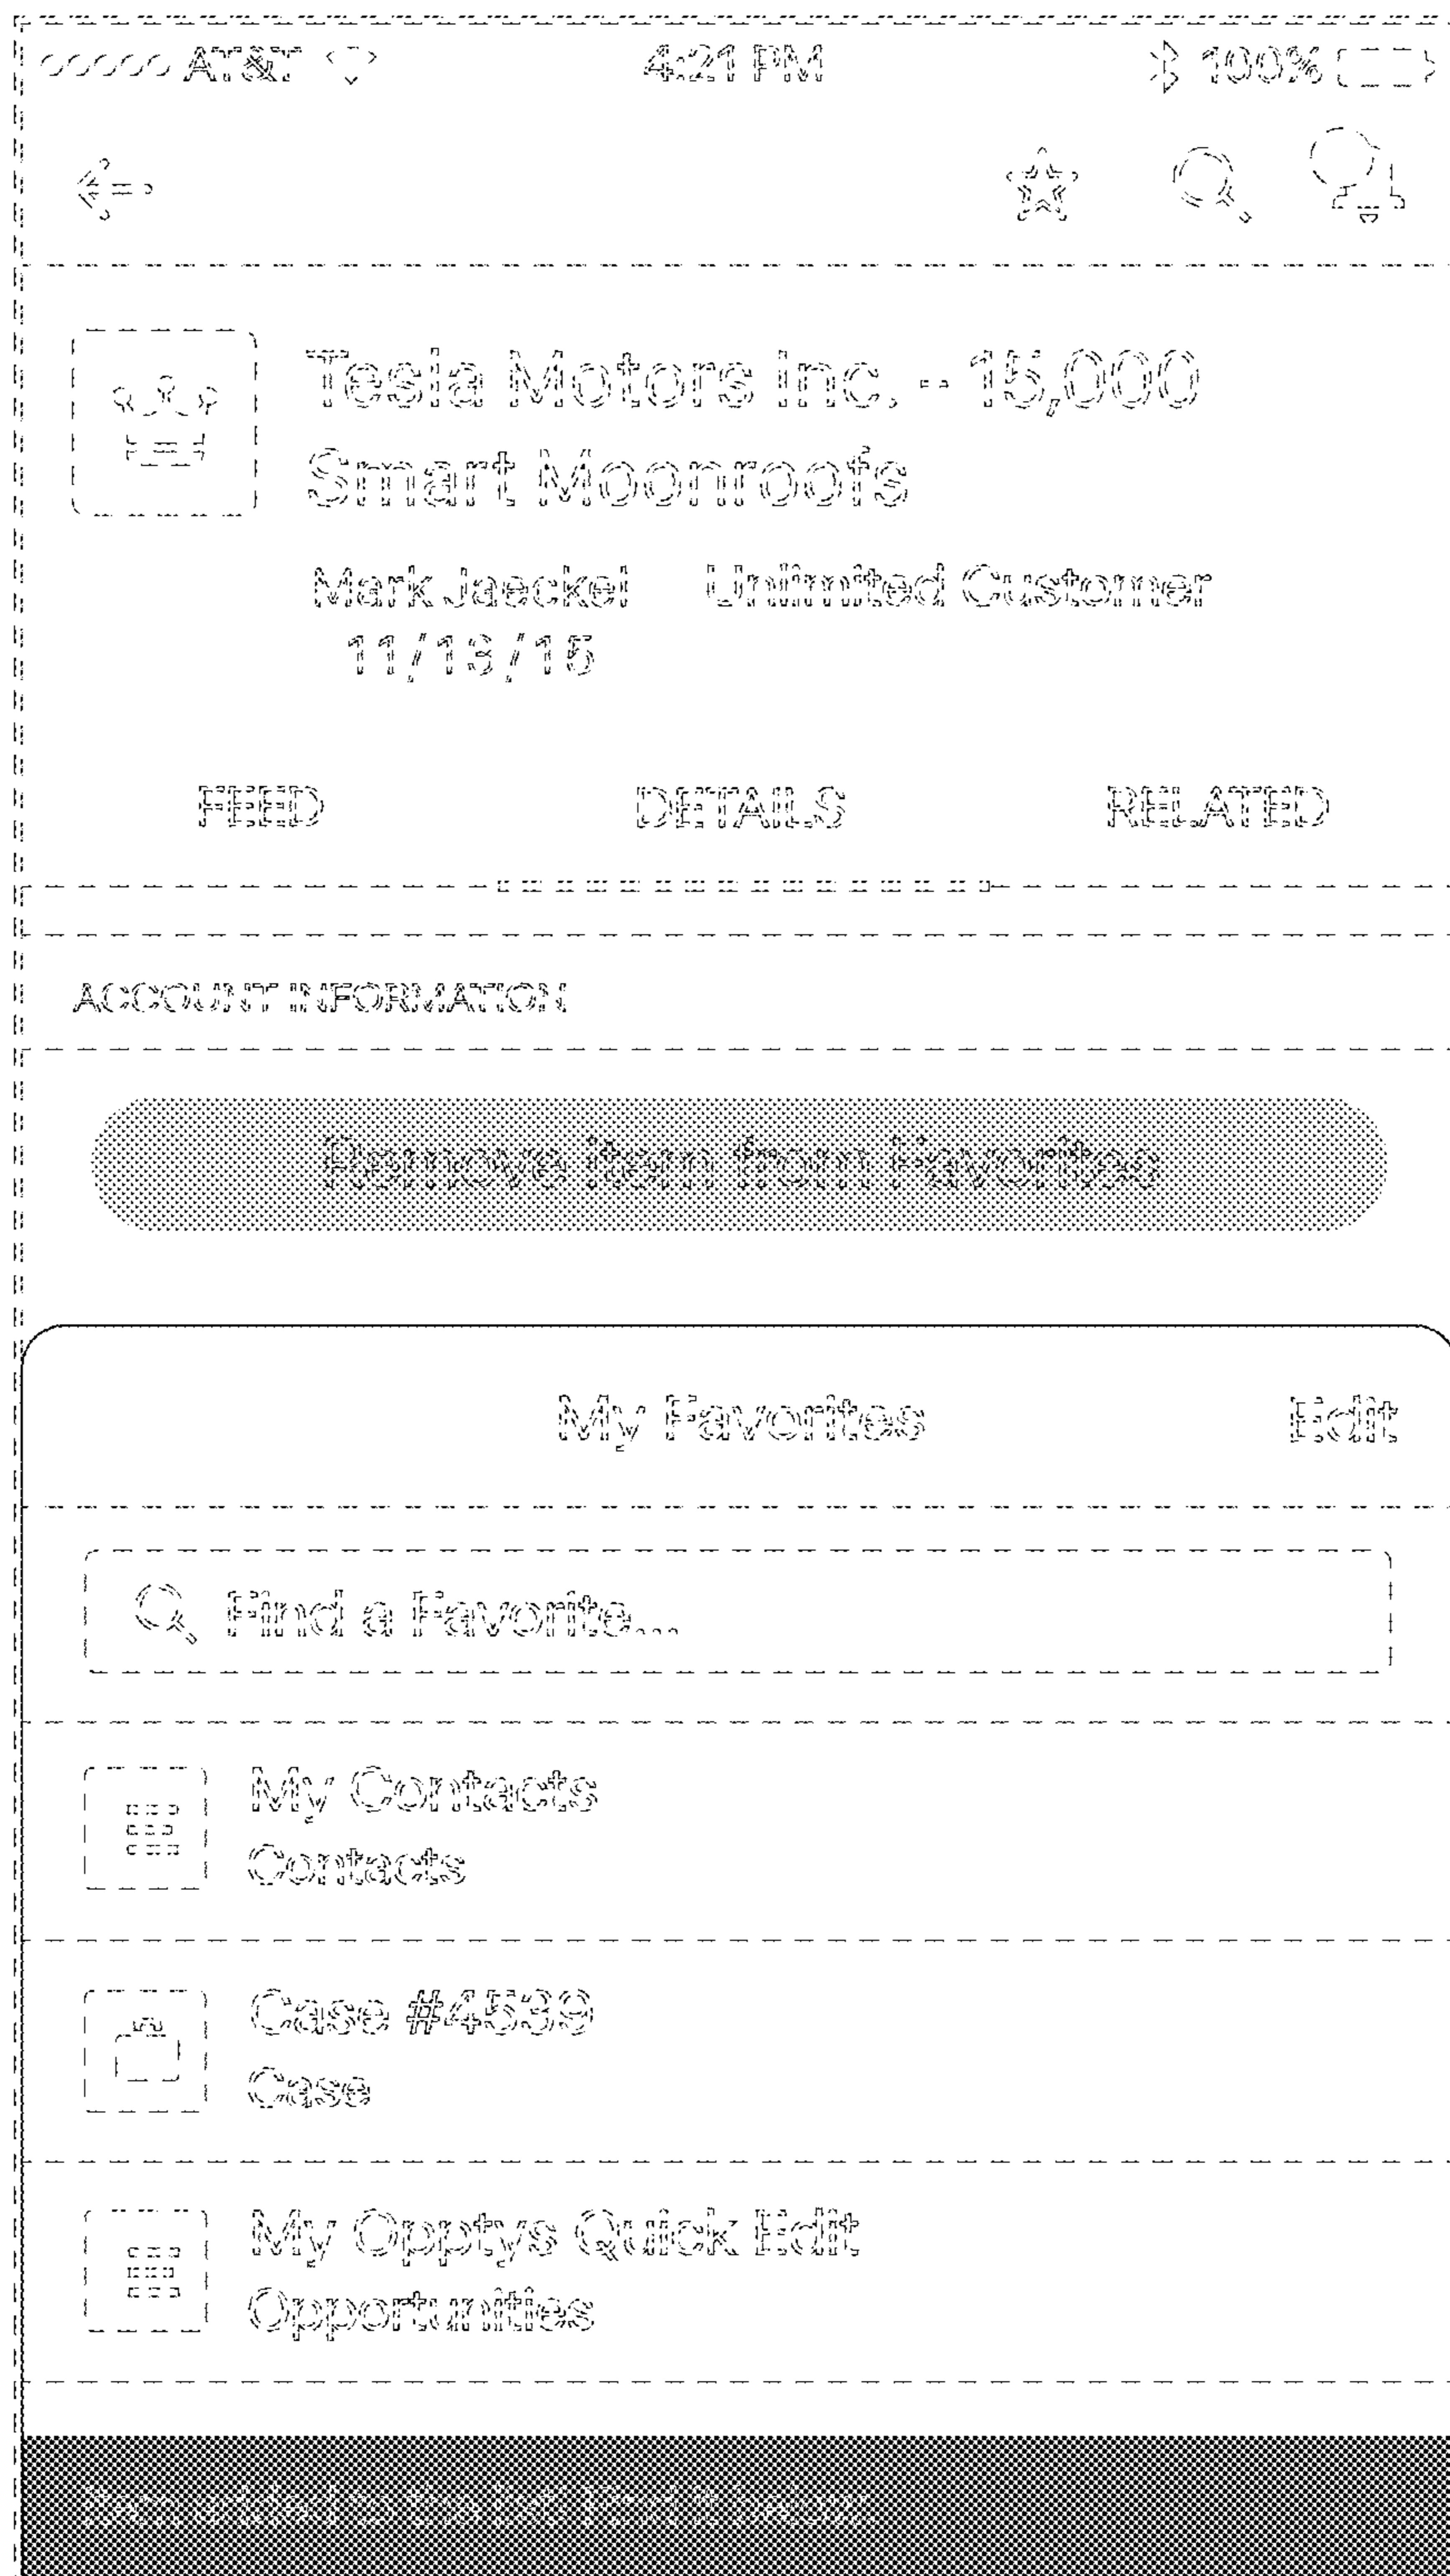 AT&T 4:21 PM 100%
Tesla Motors Inc. - 15,000
Smart Moonroofs
Mark Jaeckel Unlimited Customer
11/13/15
FEED DETAILS RELATED
ACCOUNT INFORMATION
Remove item from Favorites
My Favorites Edit
Find a Favorite...
My Contacts
Contacts
Case #4539
Case
My Opptys Quick Edit
Opportunities